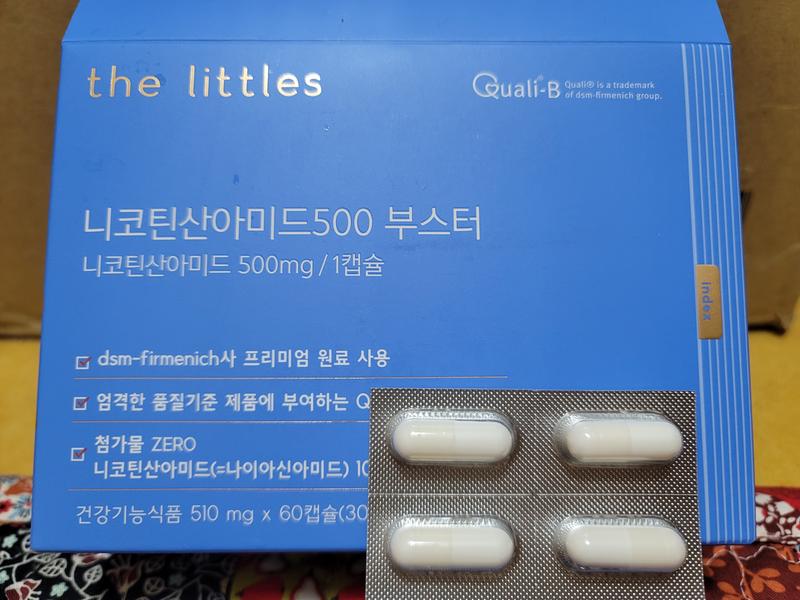 the littles
Quali®-B
Quali® is a trademark
of dsm-firmenich group.
니코틴산아미드500 부스터
니코틴산아미드 500mg/1캡슐
index
dsm-firmenich사 프리미엄 원료 사용
엄격한 품질기준 제품에 부여하는 Q
첨가물 ZERO
니코틴산아미드(=나이아신아미드) 10
건강기능식품 510 mg x 60캡슐(30